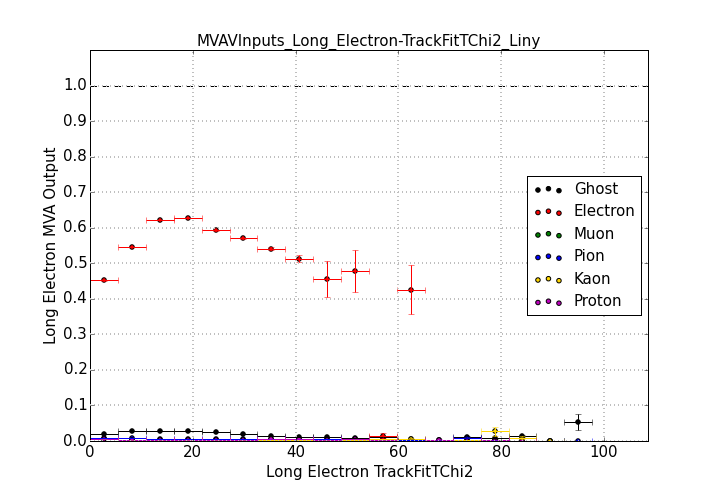 MVAVInputs_Long_Electron-TrackFitTChi2_Liny
1.0
0.9
0.8
0.7
0.6
0.5
0.4
0.3
0.2
0.1
0.0
Long Electron MVA Output
Ghost
Electron
Muon
Pion
Kaon
Proton
0 20 40 60 80 100
Long Electron TrackFitTChi2